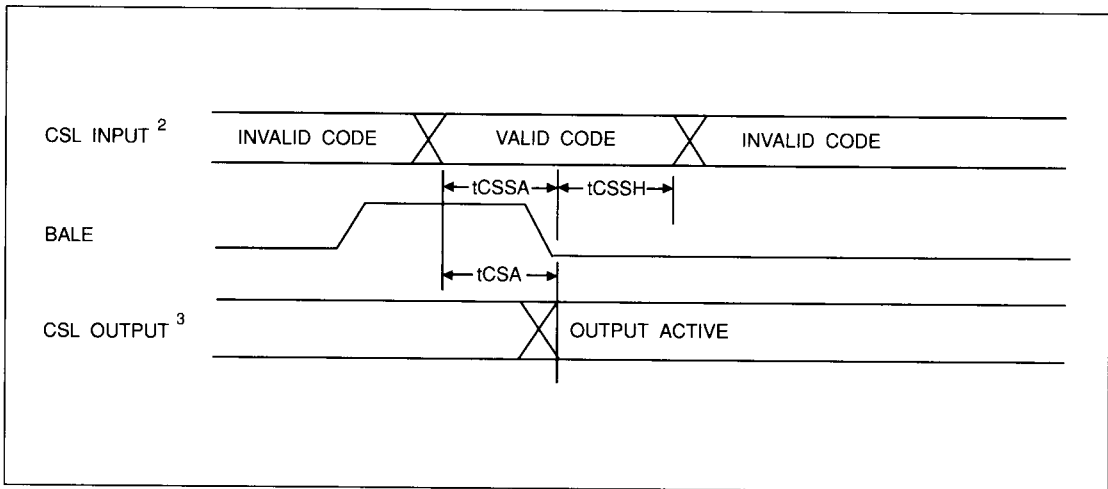 CSL INPUT 2
INVALID CODE
VALID CODE
INVALID CODE
tCSSA
tCSSH
BALE
tCSA
CSL OUTPUT 3
OUTPUT ACTIVE